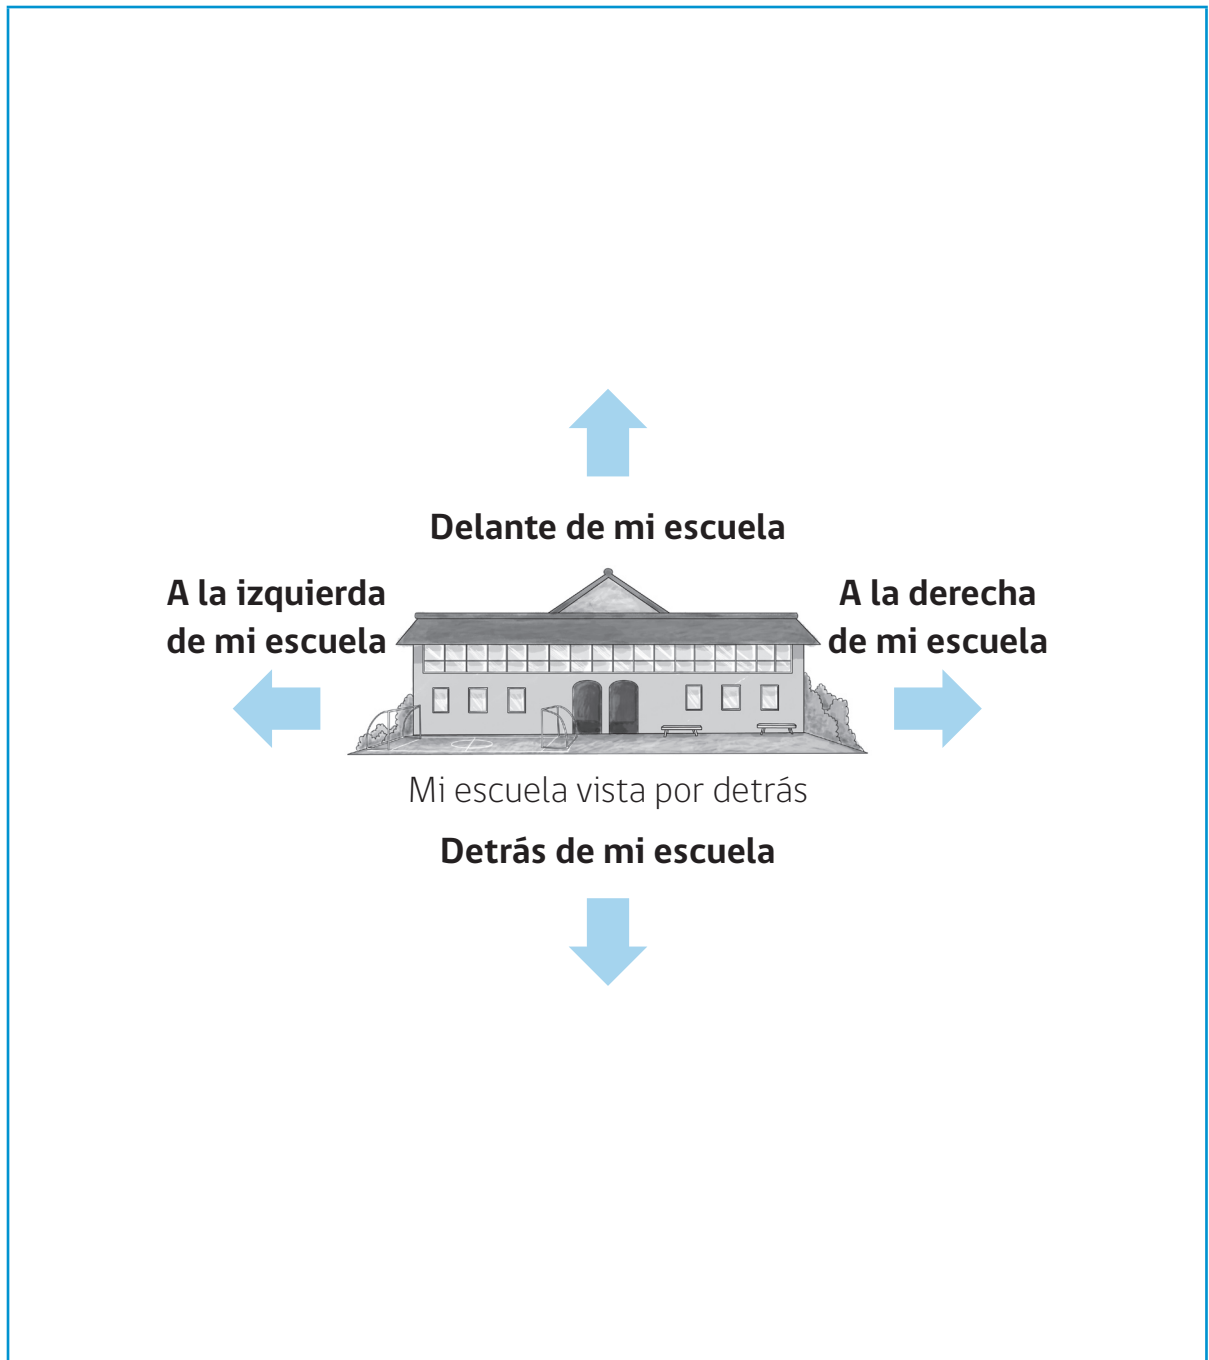 Delante de mi escuela
A la izquierda
de mi escuela
A la derecha
de mi escuela
Mi escuela vista por detrás
Detrás de mi escuela